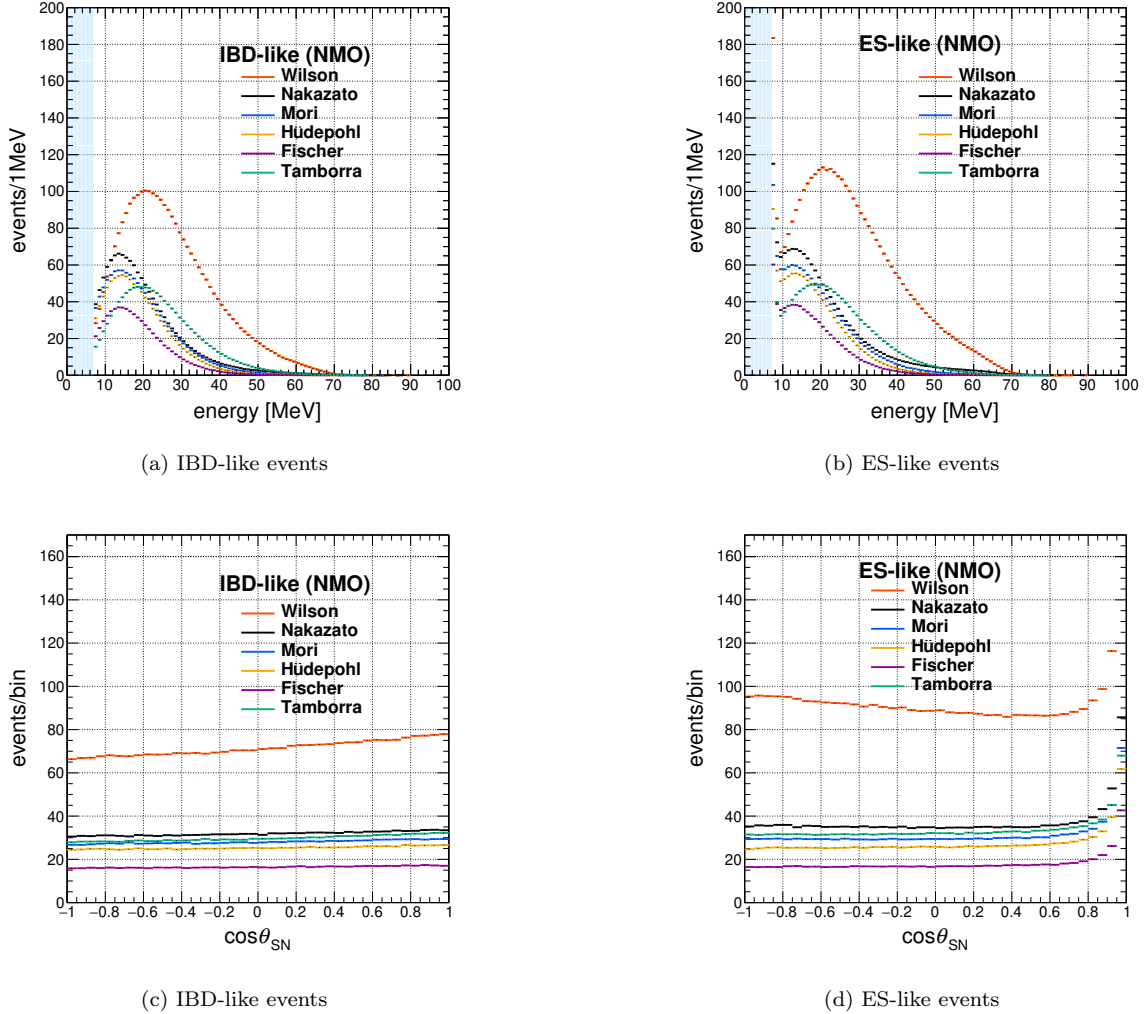 200
180
160
140
120
100
80
60
40
20
0
events/1MeV
IBD-like (NMO)
Wilson
Nakazato
Mori
Hüdepohl
Fischer
Tamborra
0 10 20 30 40 50 60 70 80 90 100
energy [MeV]
(a) IBD-like events
200
180
160
140
120
100
80
60
40
20
0
events/1MeV
ES-like (NMO)
Wilson
Nakazato
Mori
Hüdepohl
Fischer
Tamborra
0 10 20 30 40 50 60 70 80 90 100
energy [MeV]
(b) ES-like events
160
140
120
100
80
60
40
20
0
events/bin
IBD-like (NMO)
Wilson
Nakazato
Mori
Hüdepohl
Fischer
Tamborra
−1 −0.8 −0.6 −0.4 −0.2 0 0.2 0.4 0.6 0.8 1
cosθSN
(c) IBD-like events
160
140
120
100
80
60
40
20
0
events/bin
ES-like (NMO)
Wilson
Nakazato
Mori
Hüdepohl
Fischer
Tamborra
−1 −0.8 −0.6 −0.4 −0.2 0 0.2 0.4 0.6 0.8 1
cosθSN
(d) ES-like events